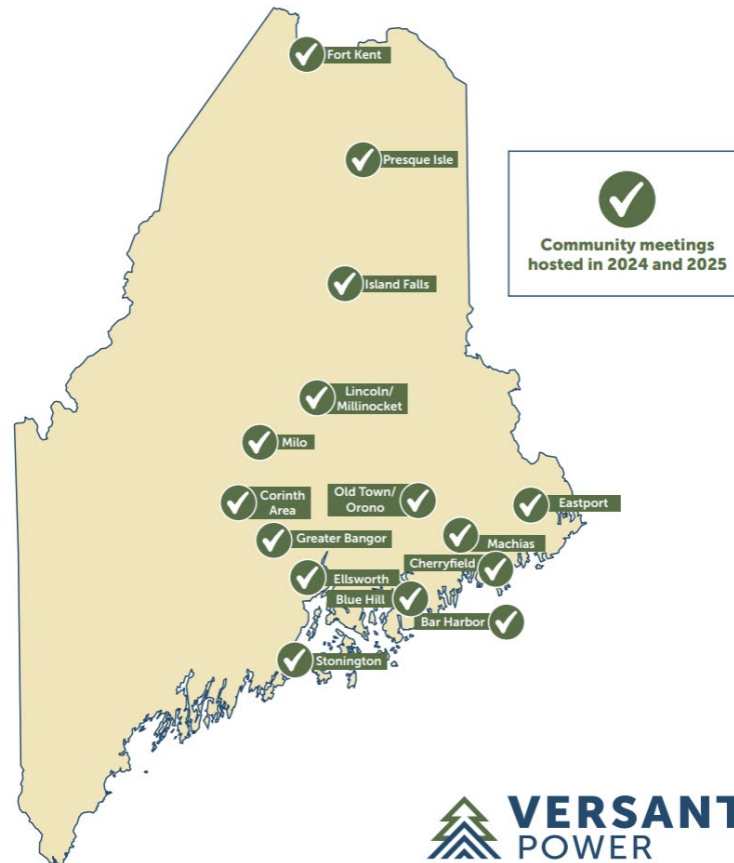 Fort Kent
Presque Isle
Community meetings
hosted in 2024 and 2025
Island Falls
Lincoln/
Millinocket
Milo
Corinth
Area
Old Town/
Orono
Eastport
Greater Bangor
Machias
Cherryfield
Ellsworth
Blue Hill
Bar Harbor
Stonington
VERSANT
POWER